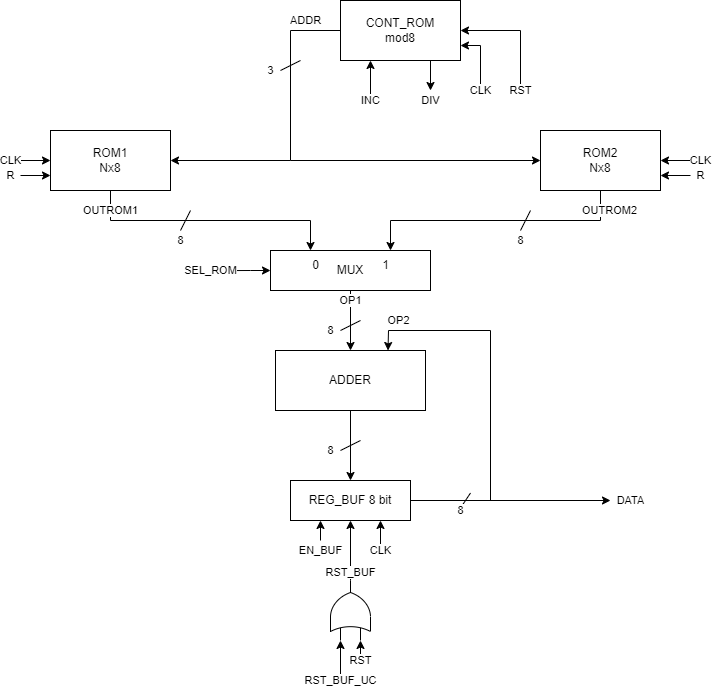 ADDR
CONT_ROM
mod8
3
INC
DIV
CLK
RST
ROM1
Nx8
CLK
R
ROM2
Nx8
CLK
R
OUTROM1
8
OUTROM2
8
0
1
MUX
SEL_ROM
OP1
8
OP2
ADDER
8
REG_BUF 8 bit
8
DATA
EN_BUF
CLK
RST_BUF
RST
RST_BUF_UC